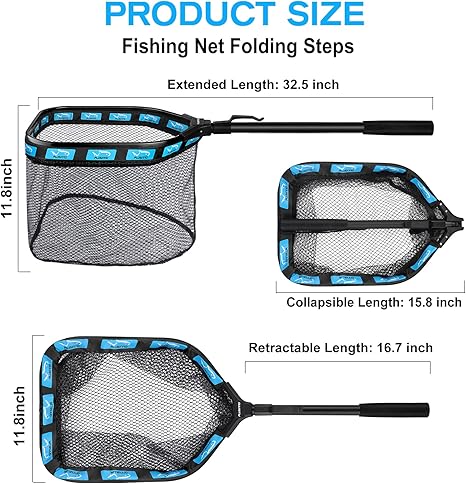 PRODUCT SIZE
Fishing Net Folding Steps
Extended Length: 32.5 inch
11.8inch
Collapsible Length: 15.8 inch
Retractable Length: 16.7 inch
11.8inch